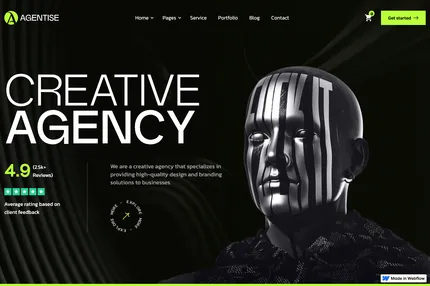 AGENTISE
Home Pages Service Portfolio Blog Contact
Get started
CREATIVE
AGENCY
4.9 (2.5k+
Reviews)
Average rating based on
client feedback
We are a creative agency that specializes in
providing high-quality design and branding
solutions to businesses
EXPLORE MORE - EXPLORE MORE -
Made in Webflow